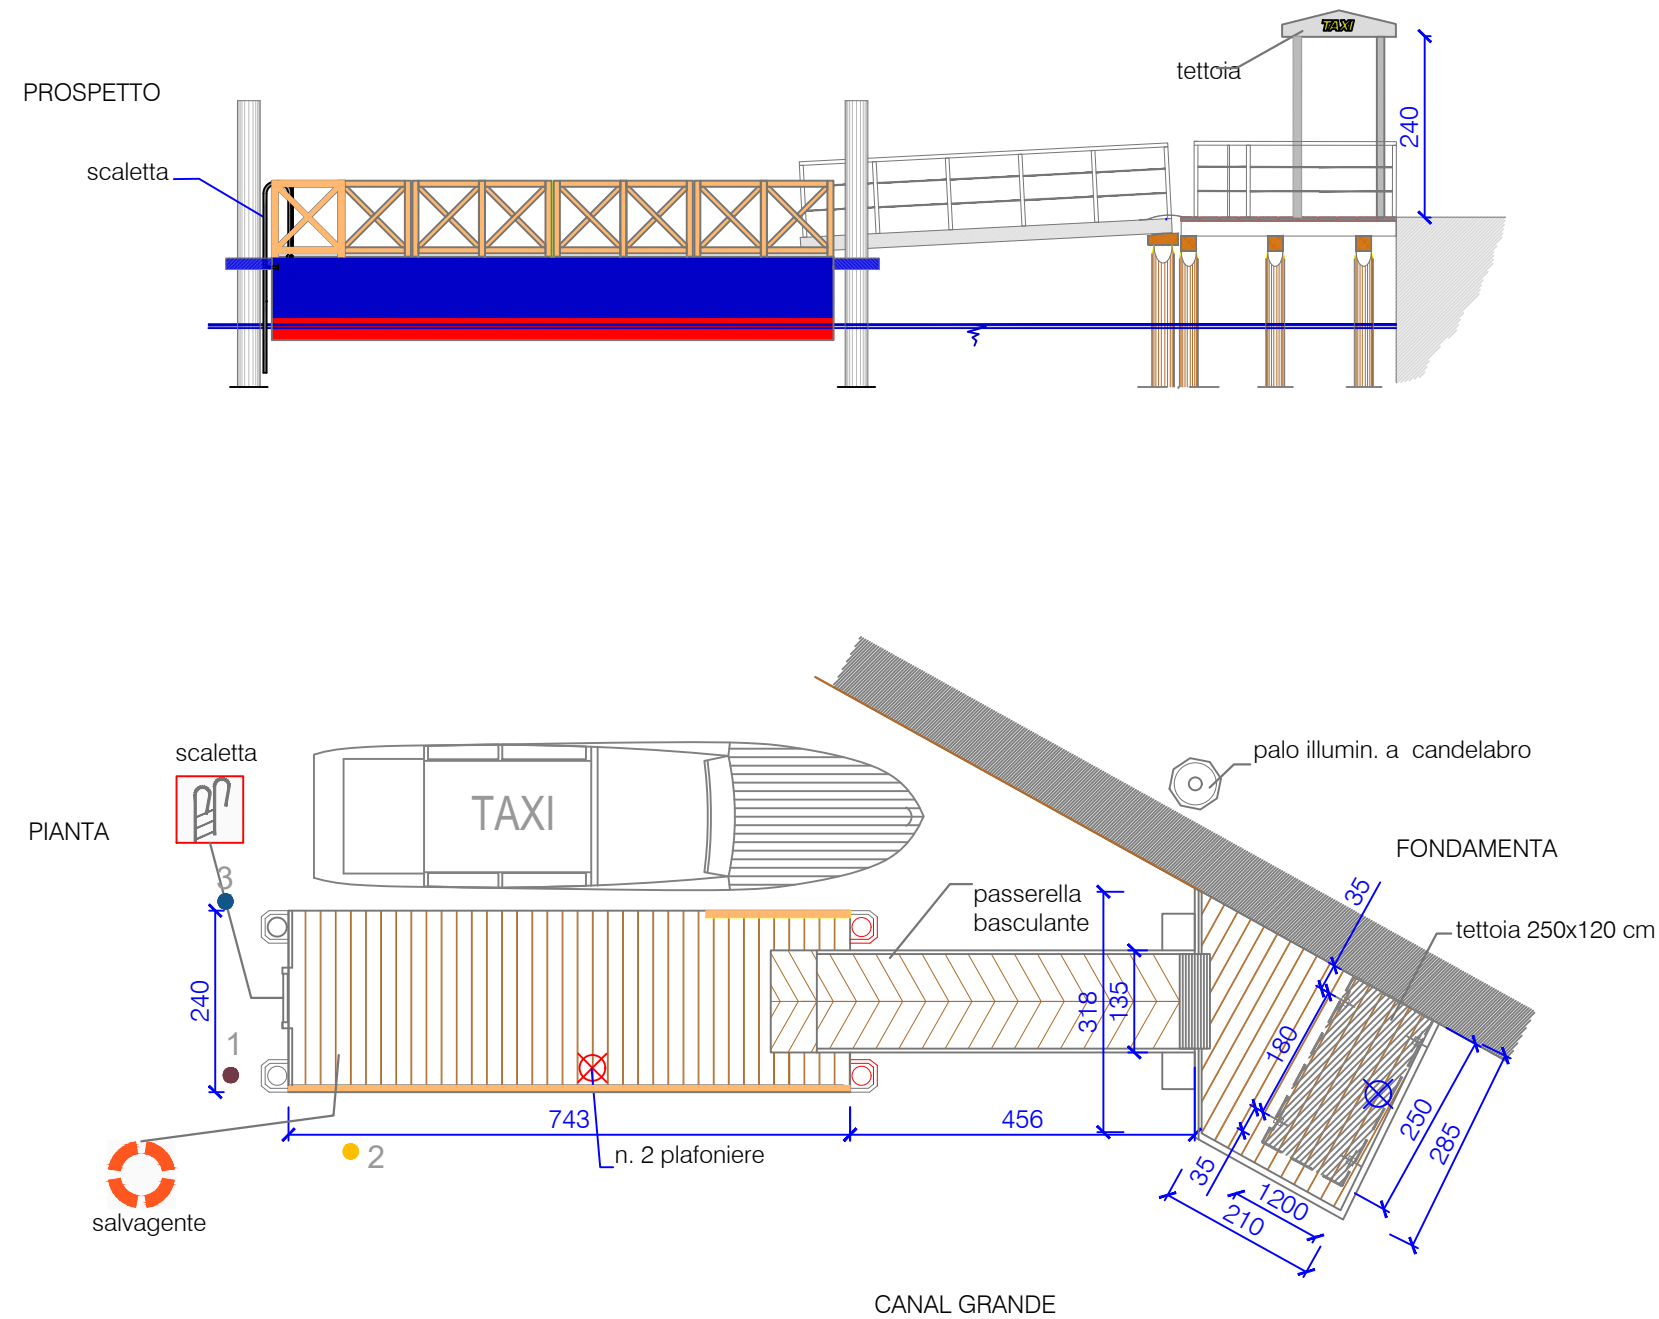 TAXI
tettoia
PROSPETTO
240
scaletta
scaletta
palo illumin. a candelabro
TAXI
PIANTA
FONDAMENTA
3
35
passerella
basculante
tettoia 250x120 cm
240
318
135
180
1
743
456
250
285
n. 2 plafoniere
2
35
1200
210
salvagente
CANAL GRANDE